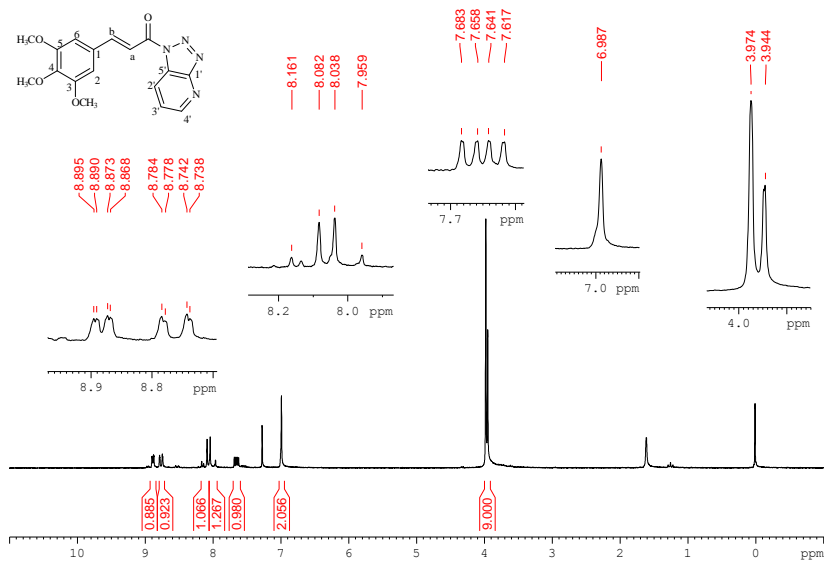 O
CH₃O
CH₃O
OCH₃
5
6
b
a
4
1
3
2
N
N
N
5'
1'
2'
3'
4'
N
8.161
8.082
8.038
7.959
7.683
7.658
7.641
7.617
6.987
3.974
3.944
8.895
8.890
8.873
8.868
8.784
8.778
8.742
8.738
7.7 ppm
7.0 ppm
4.0 ppm
8.2 8.0 ppm
8.9 8.8 ppm
0.885
0.923
1.066
1.267
0.980
2.056
9.000
10 9 8 7 6 5 4 3 2 1 0 ppm